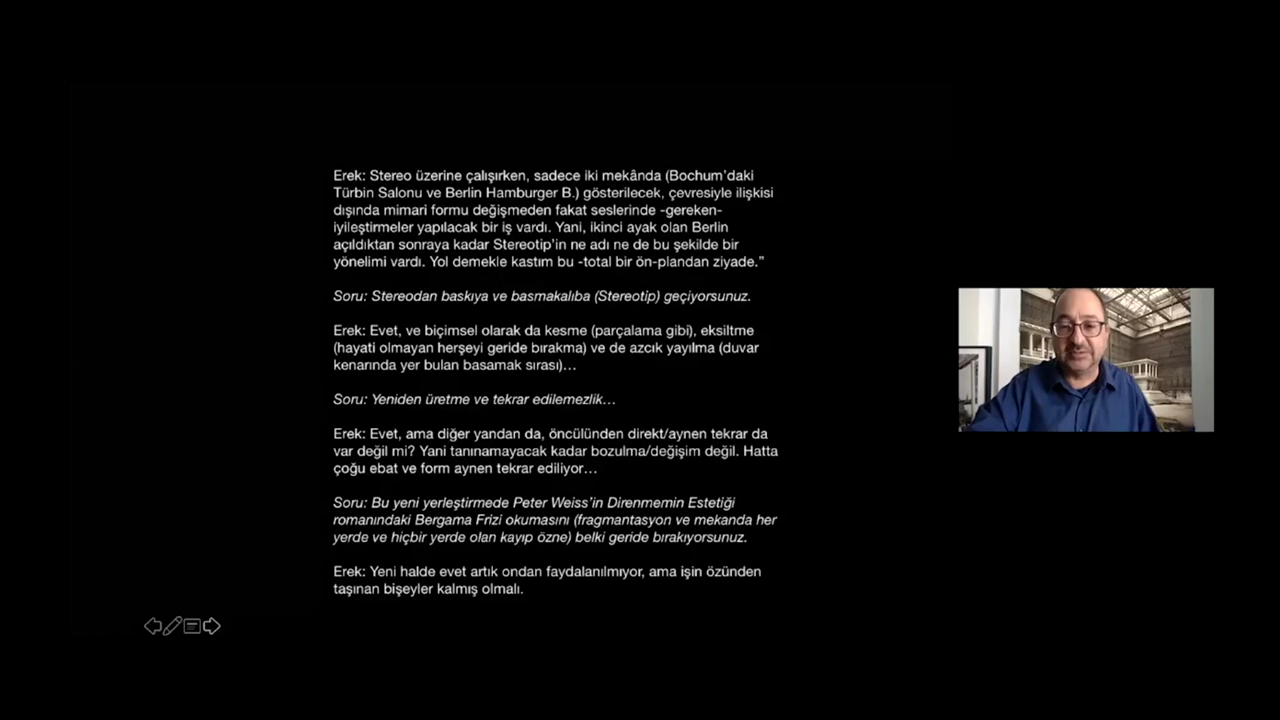 Erek: Stereo üzerine çalışırken, sadece iki mekânda (Bochum'daki
Türbin Salonu ve Berlin Hamburger B.) gösterilecek, çevresiyle ilişkisi
dışında mimari formu değişmeden fakat seslerinde -gereken-
iyileştirmeler yapılacak bir iş vardı. Yani, ikinci ayak olan Berlin
açıldıktan sonraya kadar Stereotip'in ne adı ne de bu şekilde bir
yönelimi vardı. Yol demekle kastım bu -total bir ön-plandan ziyade."
Soru: Stereodan baskıya ve basmakalıba (Stereotip) geçiyorsunuz.
Erek: Evet, ve biçimsel olarak da kesme (parçalama gibi), eksiltme
(hayati olmayan herşeyi geride bırakma) ve de azcık yayılma (duvar
kenarında yer bulan basamak sırası)…
Soru: Yeniden üretme ve tekrar edilemezlik…
Erek: Evet, ama diğer yandan da, öncülünden direkt/aynen tekrar da
var değil mi? Yani tanınamayacak kadar bozulma/değişim değil. Hatta
çoğu ebat ve form aynen tekrar ediliyor…
Soru: Bu yeni yerleştirmede Peter Weiss'in Direnmemin Estetiği
romanındaki Bergama Frizi okumasını (fragmantasyon ve mekanda her
yerde ve hiçbir yerde olan kayıp özne) belki geride bırakıyorsunuz.
Erek: Yeni halde evet artık ondan faydalanılmıyor, ama işin özünden
taşınan bişeyler kalmış olmalı.